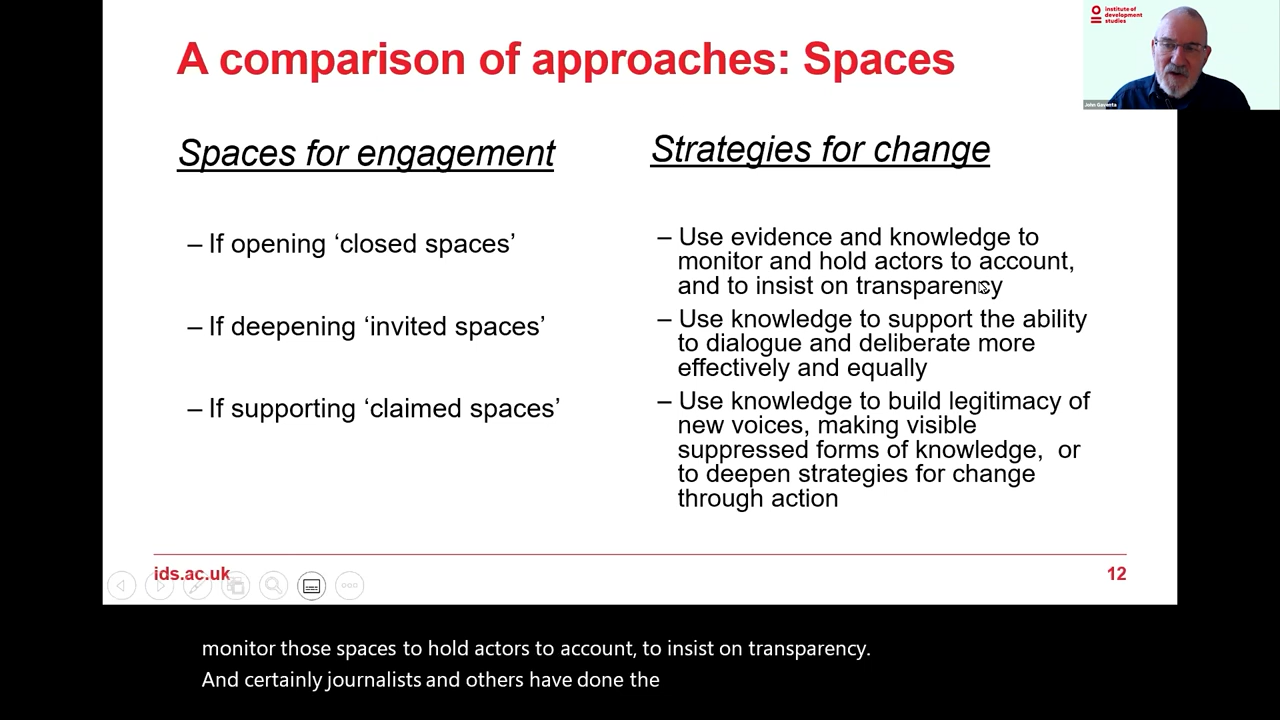 A comparison of approaches: Spaces
institute of
development
studies
John Gaventa
Spaces for engagement
– If opening ‘closed spaces’
– If deepening ‘invited spaces’
– If supporting ‘claimed spaces’
Strategies for change
– Use evidence and knowledge to
monitor and hold actors to account,
and to insist on transparency
– Use knowledge to support the ability
to dialogue and deliberate more
effectively and equally
– Use knowledge to build legitimacy of
new voices, making visible
suppressed forms of knowledge,  or
to deepen strategies for change
through action
ids.ac.uk
12
monitor those spaces to hold actors to account, to insist on transparency.
And certainly journalists and others have done the